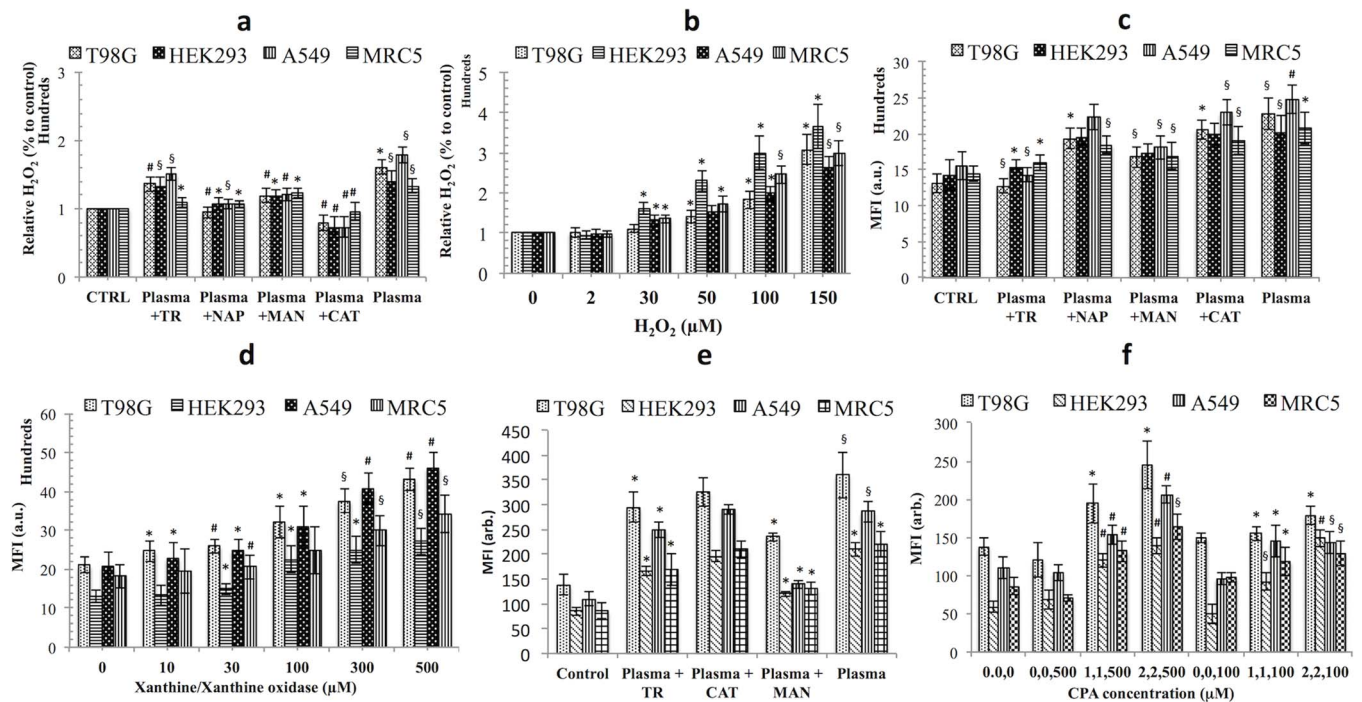 a
T98G HEK293 A549 MRC5
Relative H₂O₂ (% to control)
Hundreds
3
2
1
0
# § § * # * § * # * # * # # # # * * § §
CTRL Plasma Plasma Plasma Plasma Plasma
+TR +NAP +MAN +CAT
b
T98G HEK293 A549 MRC5
Relative H₂O₂ (% to control)
Hundreds
5
4
3
2
1
0
* * * * * * * * * § * * § §
0 2 30 50 100 150
H₂O₂ (µM)
c
T98G HEK293 A549 MRC5
MFI (a.u.)
Hundreds
30
25
20
15
10
5
0
§ * § * * § § § § * § § § § # *
CTRL Plasma Plasma Plasma Plasma Plasma
+TR +NAP +MAN +CAT
d
T98G HEK293 A549 MRC5
MFI (a.u.)
Hundreds
60
50
40
30
20
10
0
* * # * * # * * * § * # § # * # §
0 10 30 100 300 500
Xanthine/Xanthine oxidase (µM)
e
T98G HEK293 A549 MRC5
MFI (arb.)
450
400
350
300
250
200
150
100
50
0
* * * * * * * * § * § *
Control Plasma + Plasma + Plasma + Plasma
TR CAT MAN
f
T98G HEK293 A549 MRC5
MFI (arb.)
300
250
200
150
100
50
0
* # # # * # # § * § * * * # § §
0.0,0 0,0,500 1,1,500 2,2,500 0,0,100 1,1,100 2,2,100
CPA concentration (µM)